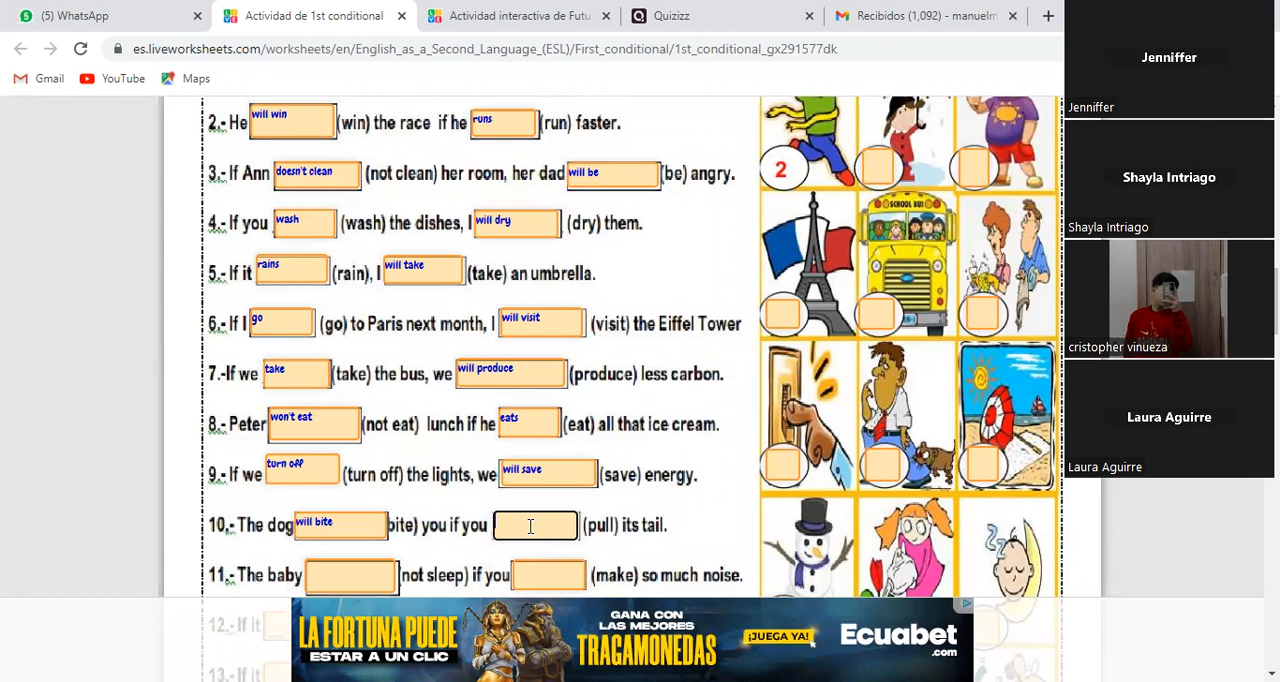 (5) WhatsApp
Actividad de 1st conditional
Actividad interactiva de Futu
Quizizz
Recibidos (1,092) - manuelm
es.liveworksheets.com/worksheets/en/English_as_a_Second_Language_(ESL)/First_conditional/1st_conditional_gx291577dk
Gmail
YouTube
Maps
2.- He will win (win) the race if he runs (run) faster.
3.- If Ann doesn't clean (not clean) her room, her dad will be (be) angry.
4.- If you wash (wash) the dishes, I will dry (dry) them.
5.- If it rains (rain), I will take (take) an umbrella.
6.- If I go (go) to Paris next month, I will visit (visit) the Eiffel Tower
7.-If we take (take) the bus, we will produce (produce) less carbon.
8.- Peter won't eat (not eat) lunch if he eats (eat) all that ice cream.
9.- If we turn off (turn off) the lights, we will save (save) energy.
10.- The dog will bite bite) you if you (pull) its tail.
11.- The baby (not sleep) if you (make) so much noise.
12.- If it
13.- If it
2
SCHOOL BUS
LA FORTUNA PUEDE
ESTAR A UN CLIC
GANA CON
LAS MEJORES
TRAGAMONEDAS
¡JUEGA YA!
Ecuabet
.com
Jenniffer
Jenniffer
Shayla Intriago
Shayla Intriago
cristopher vinueza
Laura Aguirre
Laura Aguirre